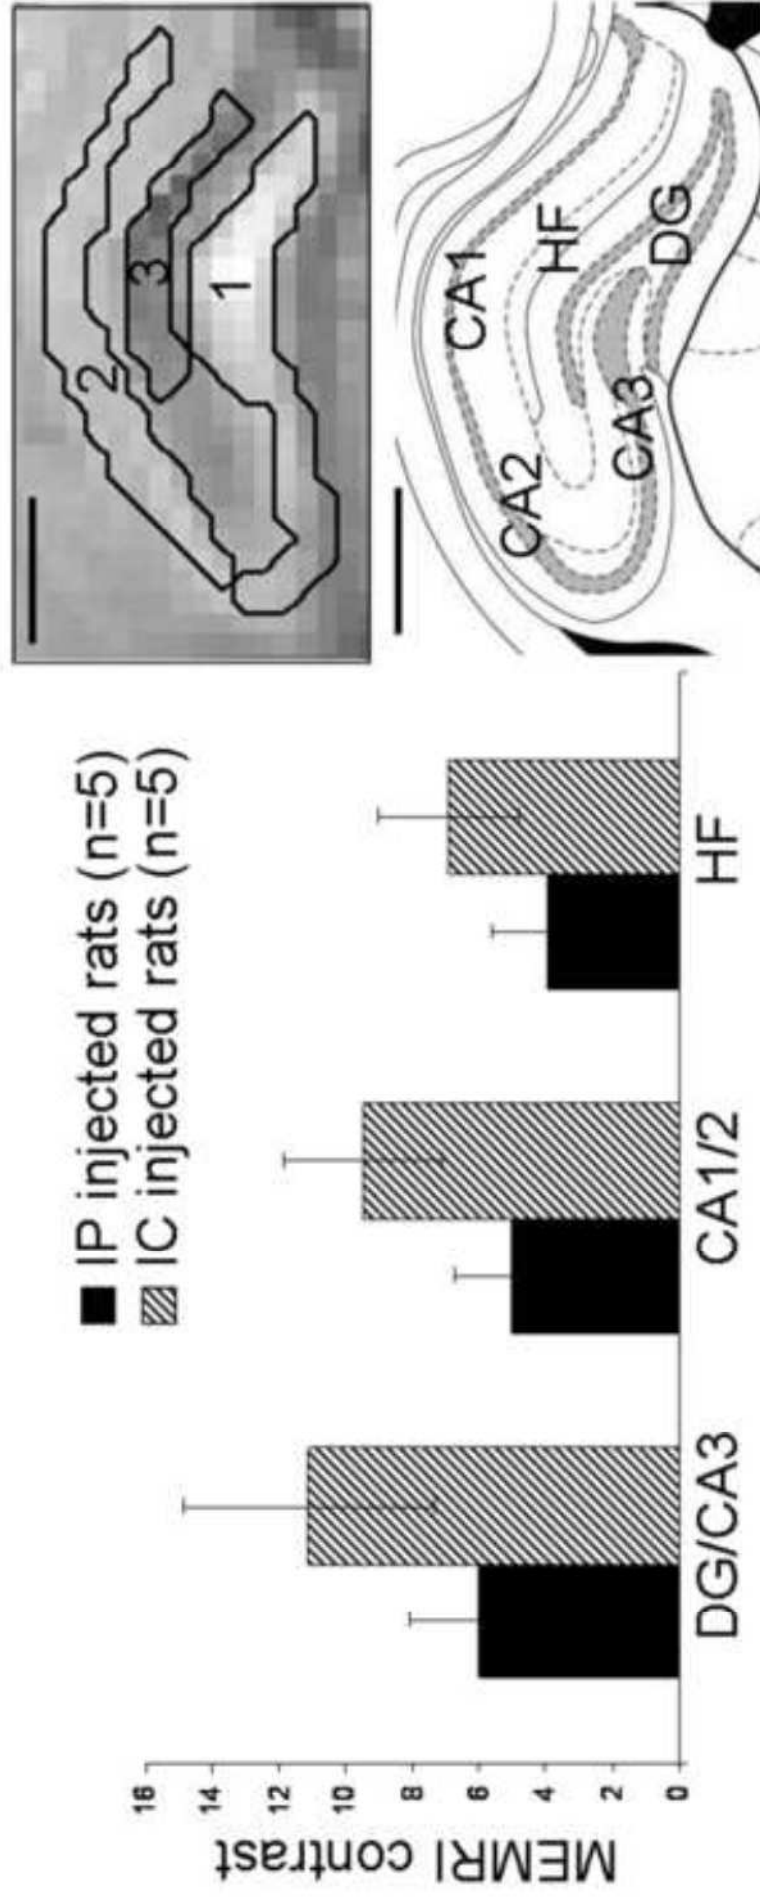 IP injected rats (n=5)
IC injected rats (n=5)
MEMRI contrast
16
14
12
10
8
6
4
2
0
DG/CA3
CA1/2
HF
2
3
1
CA1
HF
DG
CA2
CA3